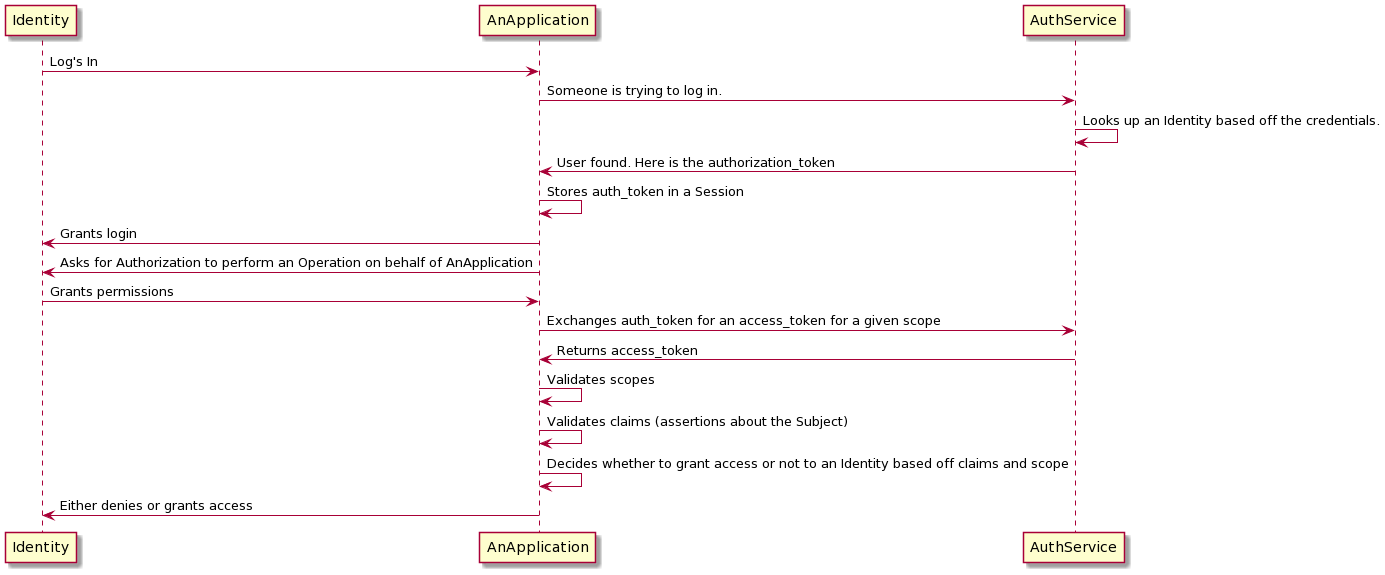 Identity AnApplication AuthService
Log's In
Someone is trying to log in.
Looks up an Identity based off the credentials.
User found. Here is the authorization_token
Stores auth_token in a Session
Grants login
Asks for Authorization to perform an Operation on behalf of AnApplication
Grants permissions
Exchanges auth_token for an access_token for a given scope
Returns access_token
Validates scopes
Validates claims (assertions about the Subject)
Decides whether to grant access or not to an Identity based off claims and scope
Either denies or grants access
Identity AnApplication AuthService